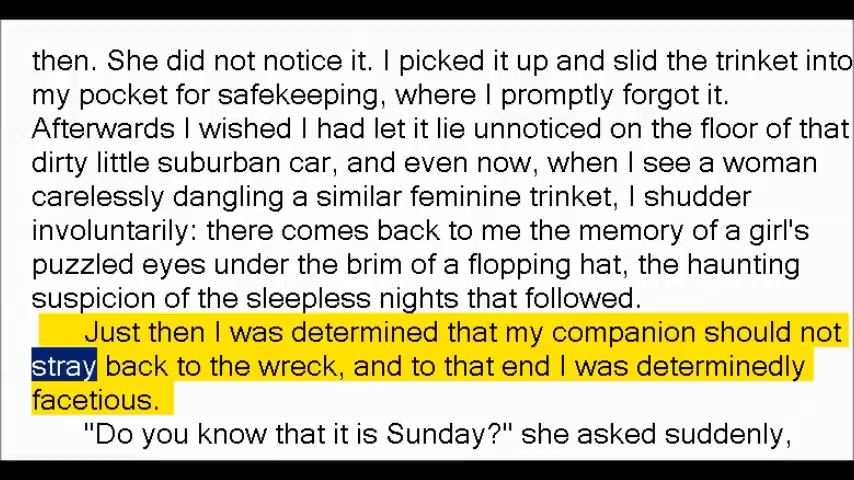 then. She did not notice it. I picked it up and slid the trinket into
my pocket for safekeeping, where I promptly forgot it.
Afterwards I wished I had let it lie unnoticed on the floor of that
dirty little suburban car, and even now, when I see a woman
carelessly dangling a similar feminine trinket, I shudder
involuntarily: there comes back to me the memory of a girl's
puzzled eyes under the brim of a flopping hat, the haunting
suspicion of the sleepless nights that followed.
Just then I was determined that my companion should not
stray back to the wreck, and to that end I was determinedly
facetious.
"Do you know that it is Sunday?" she asked suddenly,